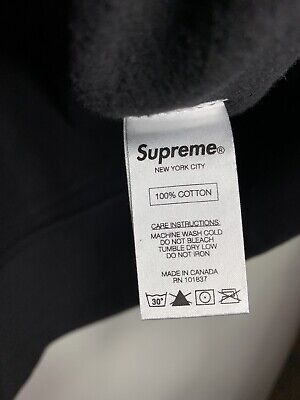 Supreme®
NEW YORK CITY
100% COTTON
CARE INSTRUCTIONS:
MACHINE WASH COLD
DO NOT BLEACH
TUMBLE DRY LOW
DO NOT IRON
MADE IN CANADA
RN 101837
30°